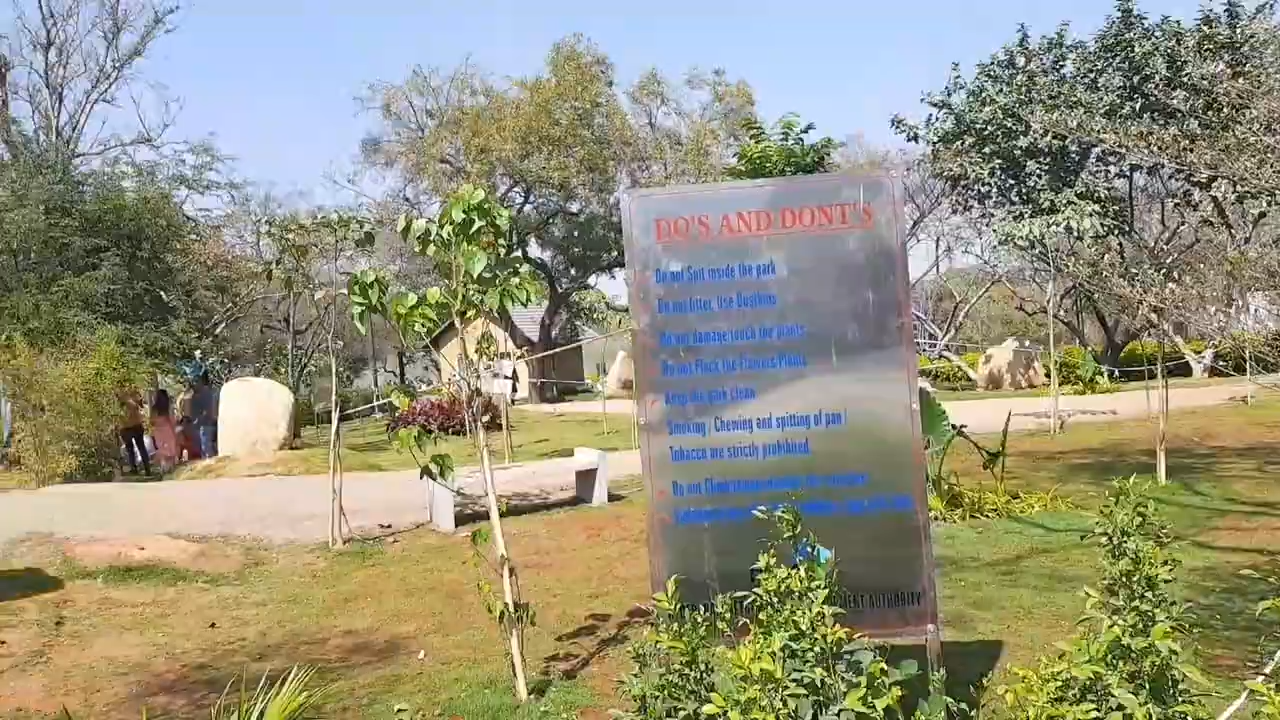 DO'S AND DONT'S
Do not Spit inside the park
Do not litter, Use Dustbins
Do not damage/touch the plants
Do not Pluck the Flowers/Plants
Keep the park clean
Smoking / Chewing and spitting of pan /
Tobacco are strictly prohibited.
Do not Climb
AUTHORITY